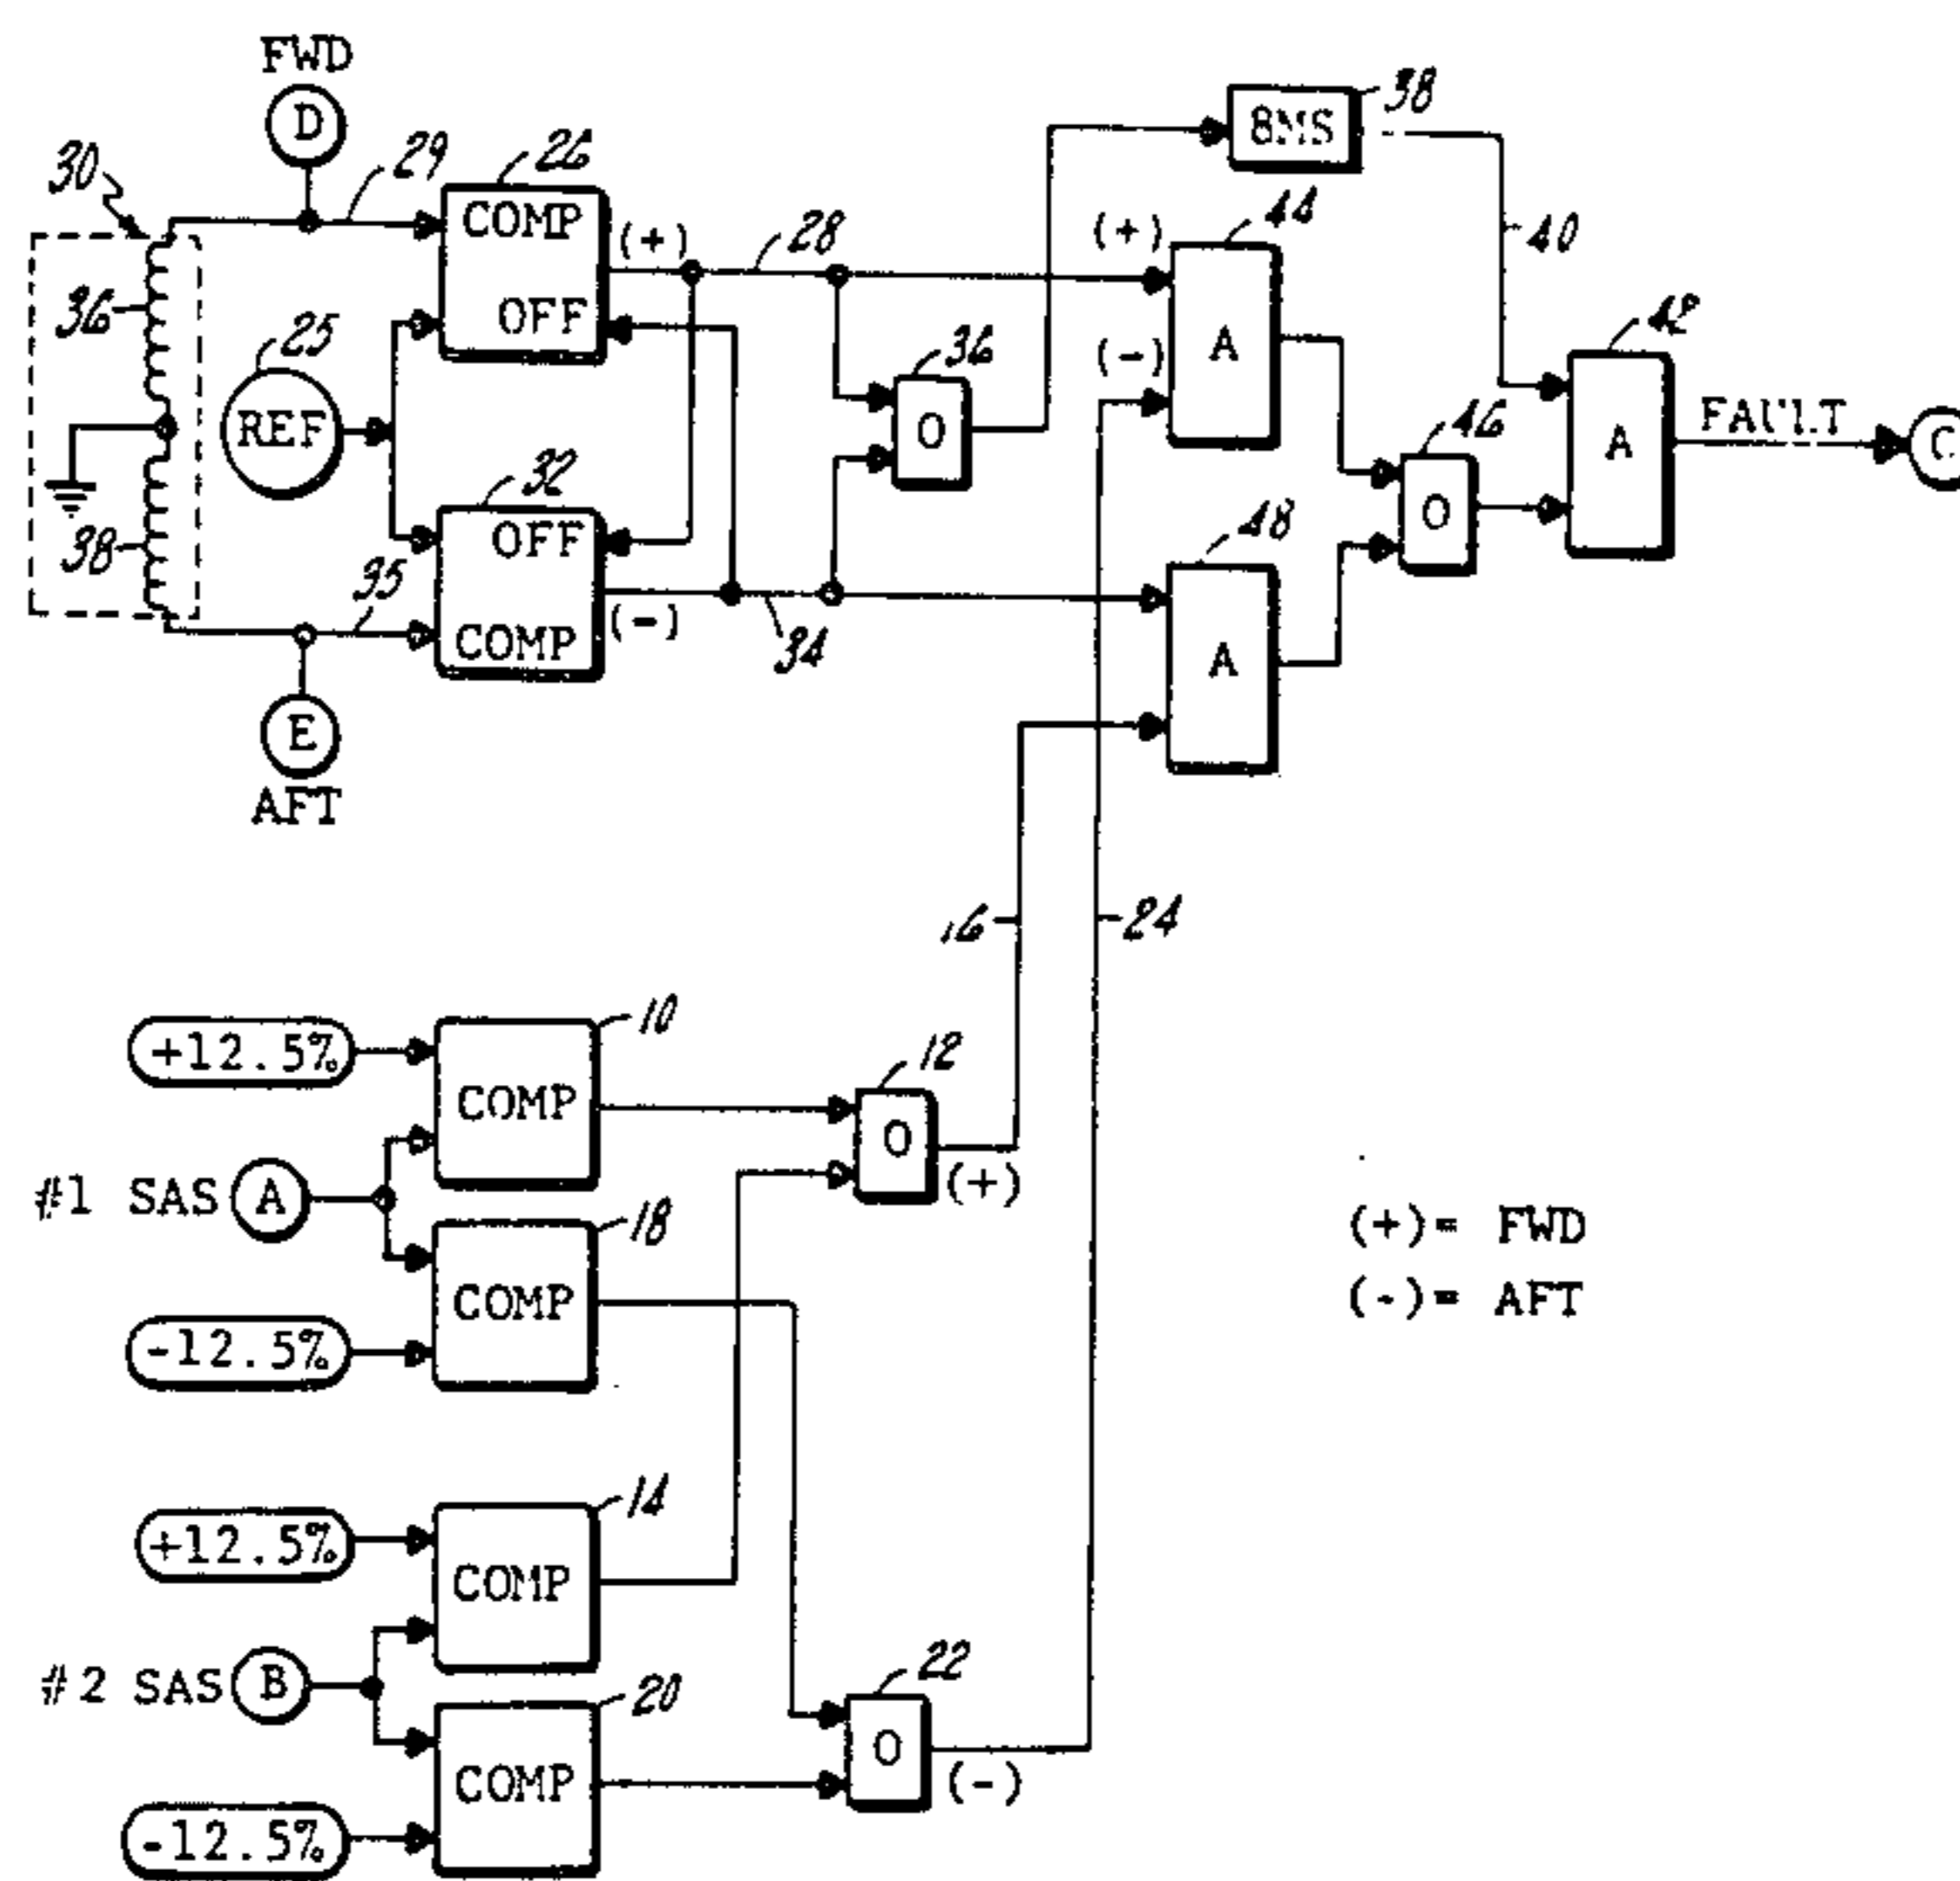 FWD
D
30
29
26
COMP
(+)
28
OFF
36
25
REF
38
8MS
44
(+)
(-)
A
40
36
O
42
A
FAULT
C
46
O
32
OFF
COMP
(-)
38
35
34
48
A
E
AFT
16
24
+12.5%
10
COMP
12
O
(+)
#1 SAS A
18
COMP
-12.5%
(+)= FWD
(-)= AFT
+12.5%
14
COMP
#2 SAS B
20
COMP
-12.5%
22
O
(-)